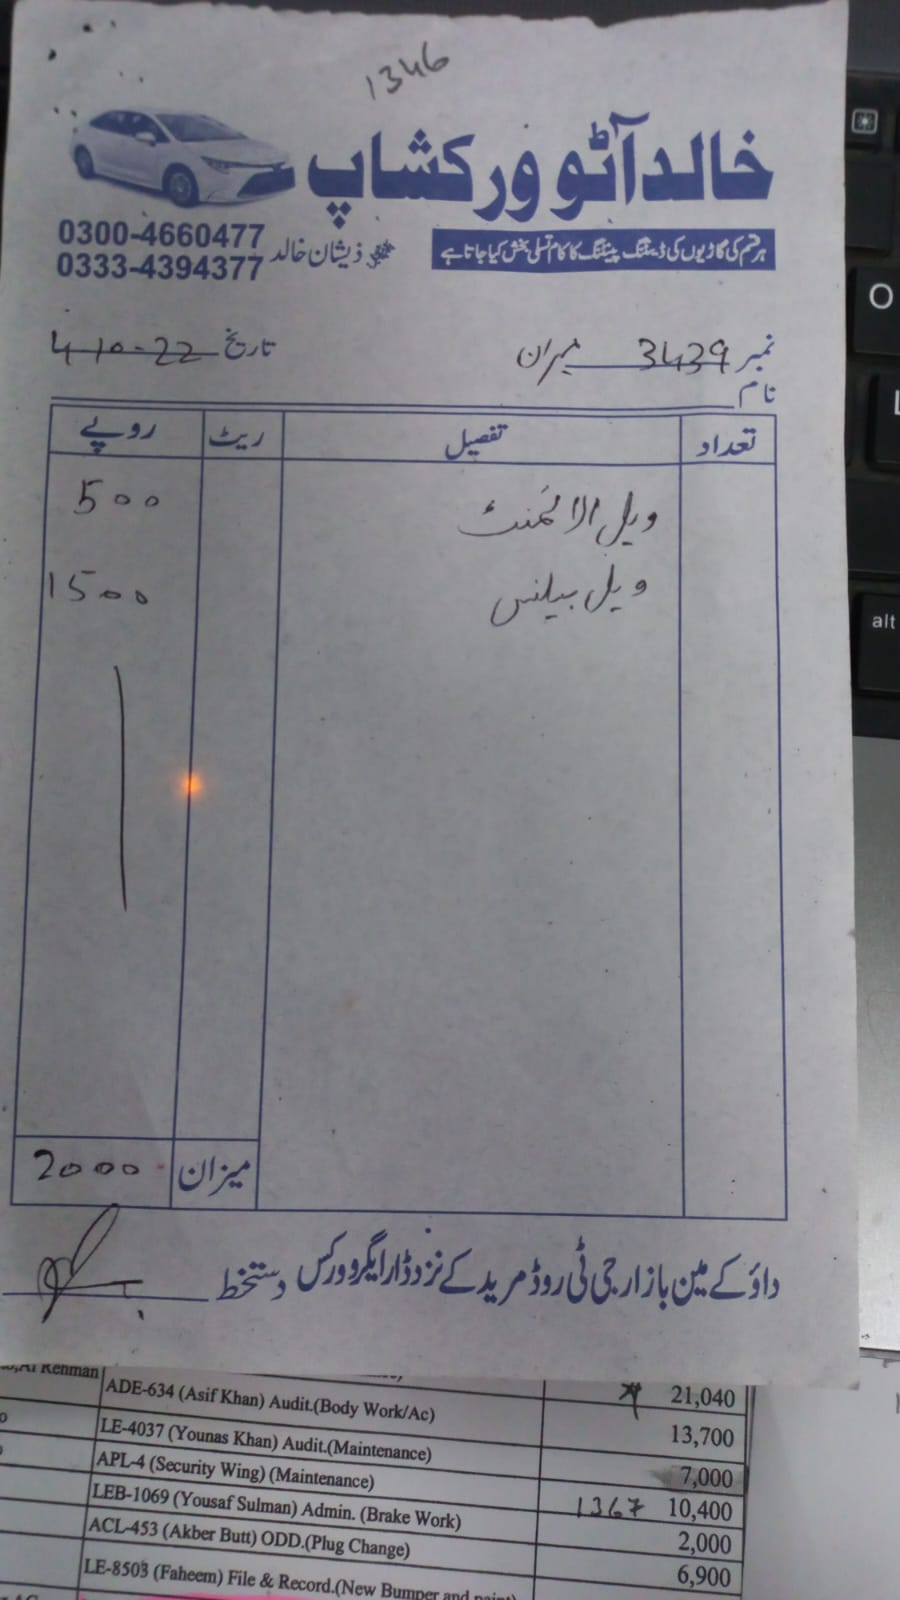 1346
خالد آٹو ورکشاپ
ہر قسم کی گاڑیوں کی ڈینٹنگ پینٹنگ کا کام تسلی بخش کیا جاتا ہے
ذیشان خالد
0300-4660477
0333-4394377
نمبر 3439 میران تاریخ 4-10-22
نام
تعداد تفصیل ریٹ روپے
ویل الائمنٹ 500
ویل بیلنس 1500
میزان 2000
داؤکے مین بازار جی ٹی روڈ مریدکے نزد ڈار ایگرو ورکس دستخط
Al Rehman
21,040
ADE-634 (Asif Khan) Audit.(Body Work/Ac) 13,700
LE-4037 (Younas Khan) Audit.(Maintenance) 7,000
APL-4 (Security Wing) (Maintenance) 1367 10,400
LEB-1069 (Yousaf Sulman) Admin. (Brake Work) 2,000
ACL-453 (Akber Butt) ODD.(Plug Change) 6,900
LE-8503 (Faheem) File & Record.(New Bumper and paint)
O
L
alt